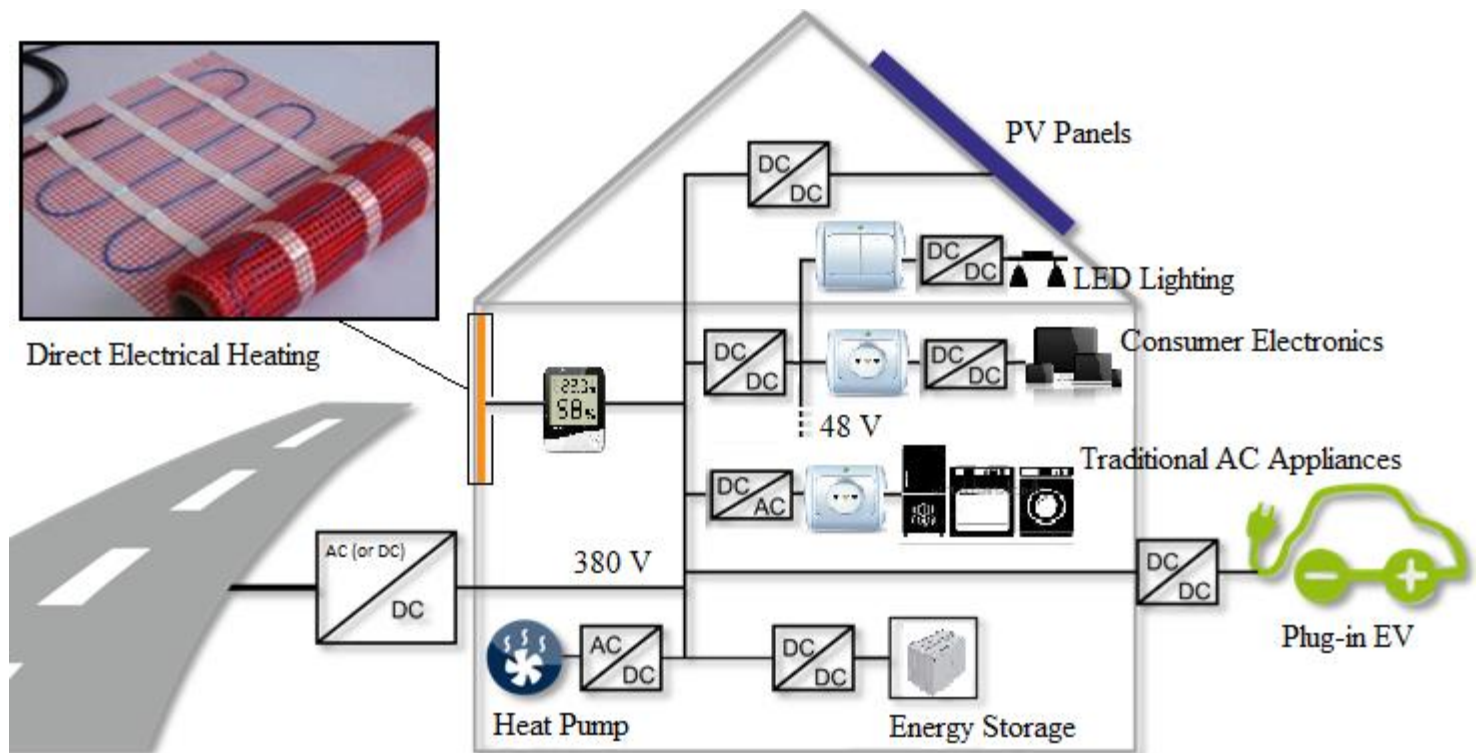 PV Panels
DC
DC
DC
DC
LED Lighting
Direct Electrical Heating
DC
DC
DC
DC
Consumer Electronics
58%
48 V
Traditional AC Appliances
DC
AC
AC (or DC)
DC
380 V
DC
DC
Plug-in EV
AC
DC
DC
DC
Heat Pump
Energy Storage